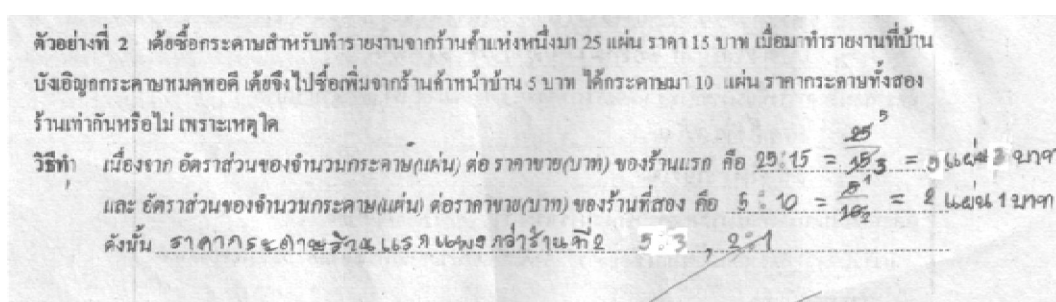 ตัวอย่างที่ 2 เต้ยซื้อกระดาษสำหรับทำรายงานจากร้านค้าแห่งหนึ่งมา 25 แผ่น ราคา 15 บาท เมื่อมาทำรายงานที่บ้าน
บังเอิญกระดาษหมดพอดี เต้ยจึงไปซื้อเพิ่มจากร้านค้าหน้าบ้าน 5 บาท ได้กระดาษมา 10 แผ่น ราคากระดาษทั้งสอง
ร้านเท่ากันหรือไม่ เพราะเหตุใด
วิธีทำ เนื่องจาก อัตราส่วนของจำนวนกระดาษ(แผ่น) ต่อ ราคาขาย(บาท) ของร้านแรก คือ 25:15 = 25 5 / 15 3 = 5 แผ่น 3 บาท
และ อัตราส่วนของจำนวนกระดาษ(แผ่น) ต่อราคาขาย(บาท) ของร้านที่สอง คือ 5:10 = 5 1 / 10 2 = 2 แผ่น 1 บาท
ดังนั้น ราคากระดาษร้านแรกแพงกว่าร้านที่2 5:3 , 2:1